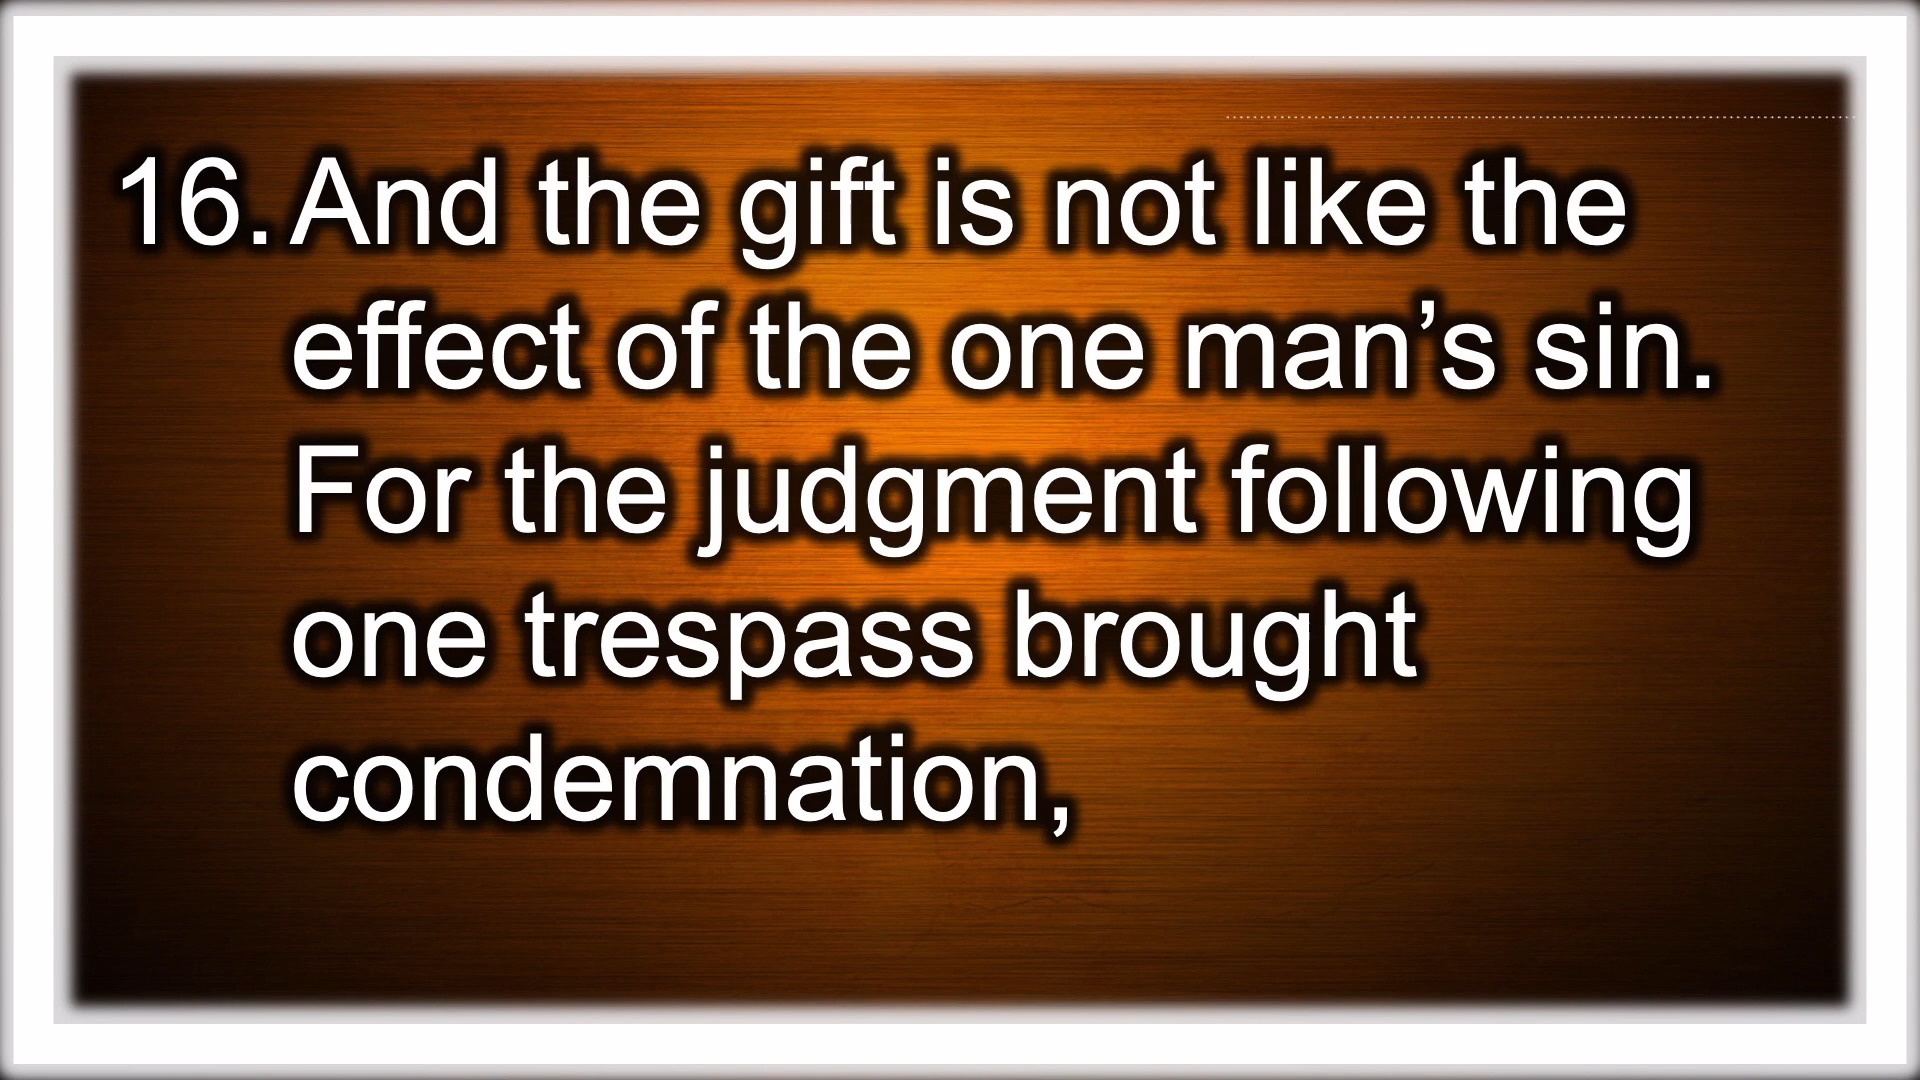 16. And the gift is not like the
effect of the one man’s sin.
For the judgment following
one trespass brought
condemnation,